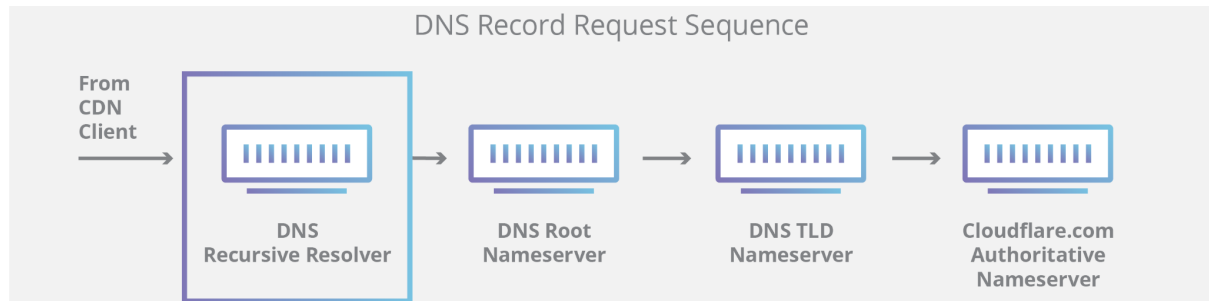 DNS Record Request Sequence
From
CDN
Client
DNS
Recursive Resolver
DNS Root
Nameserver
DNS TLD
Nameserver
Cloudflare.com
Authoritative
Nameserver